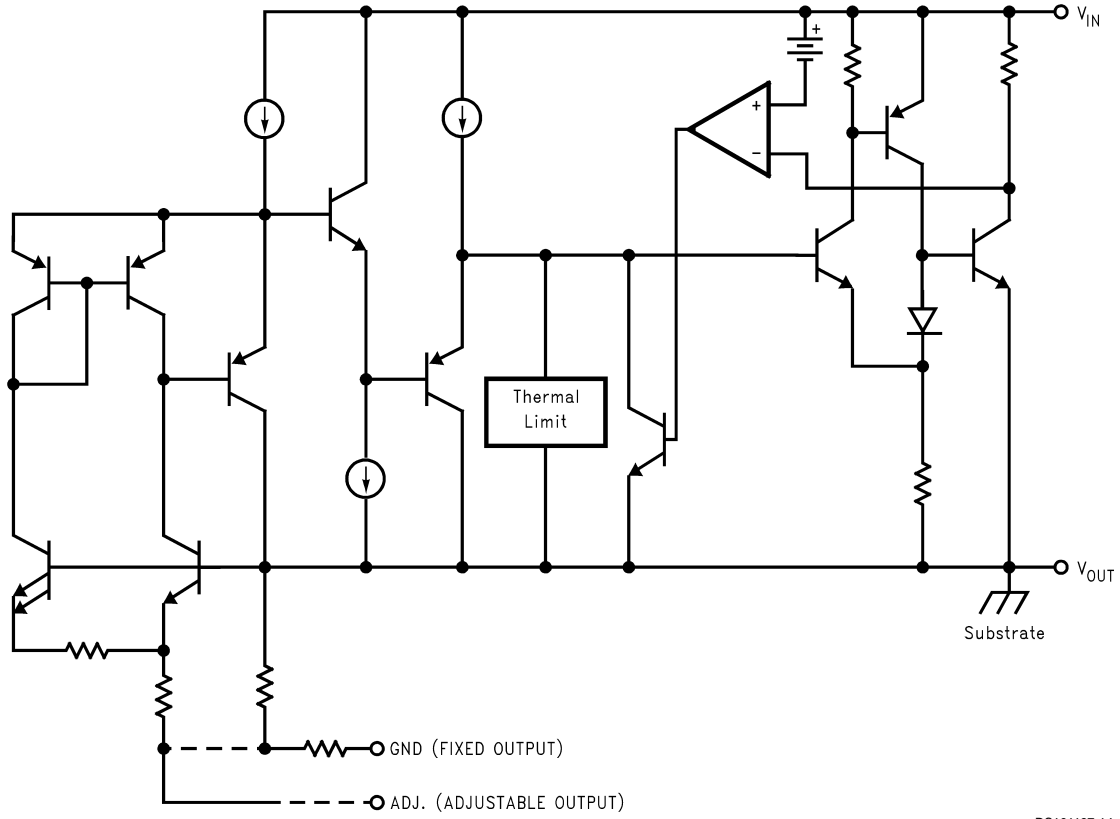 V_IN
+
+
−
Thermal
Limit
V_OUT
Substrate
GND (FIXED OUTPUT)
ADJ. (ADJUSTABLE OUTPUT)